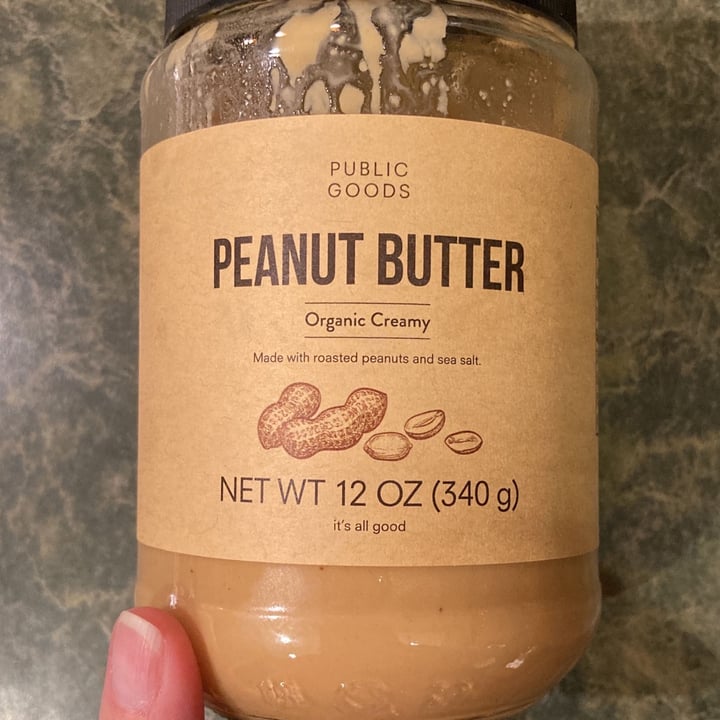 PUBLIC
GOODS
PEANUT BUTTER
Organic Creamy
Made with roasted peanuts and sea salt.
NET WT 12 OZ (340 g)
it's all good